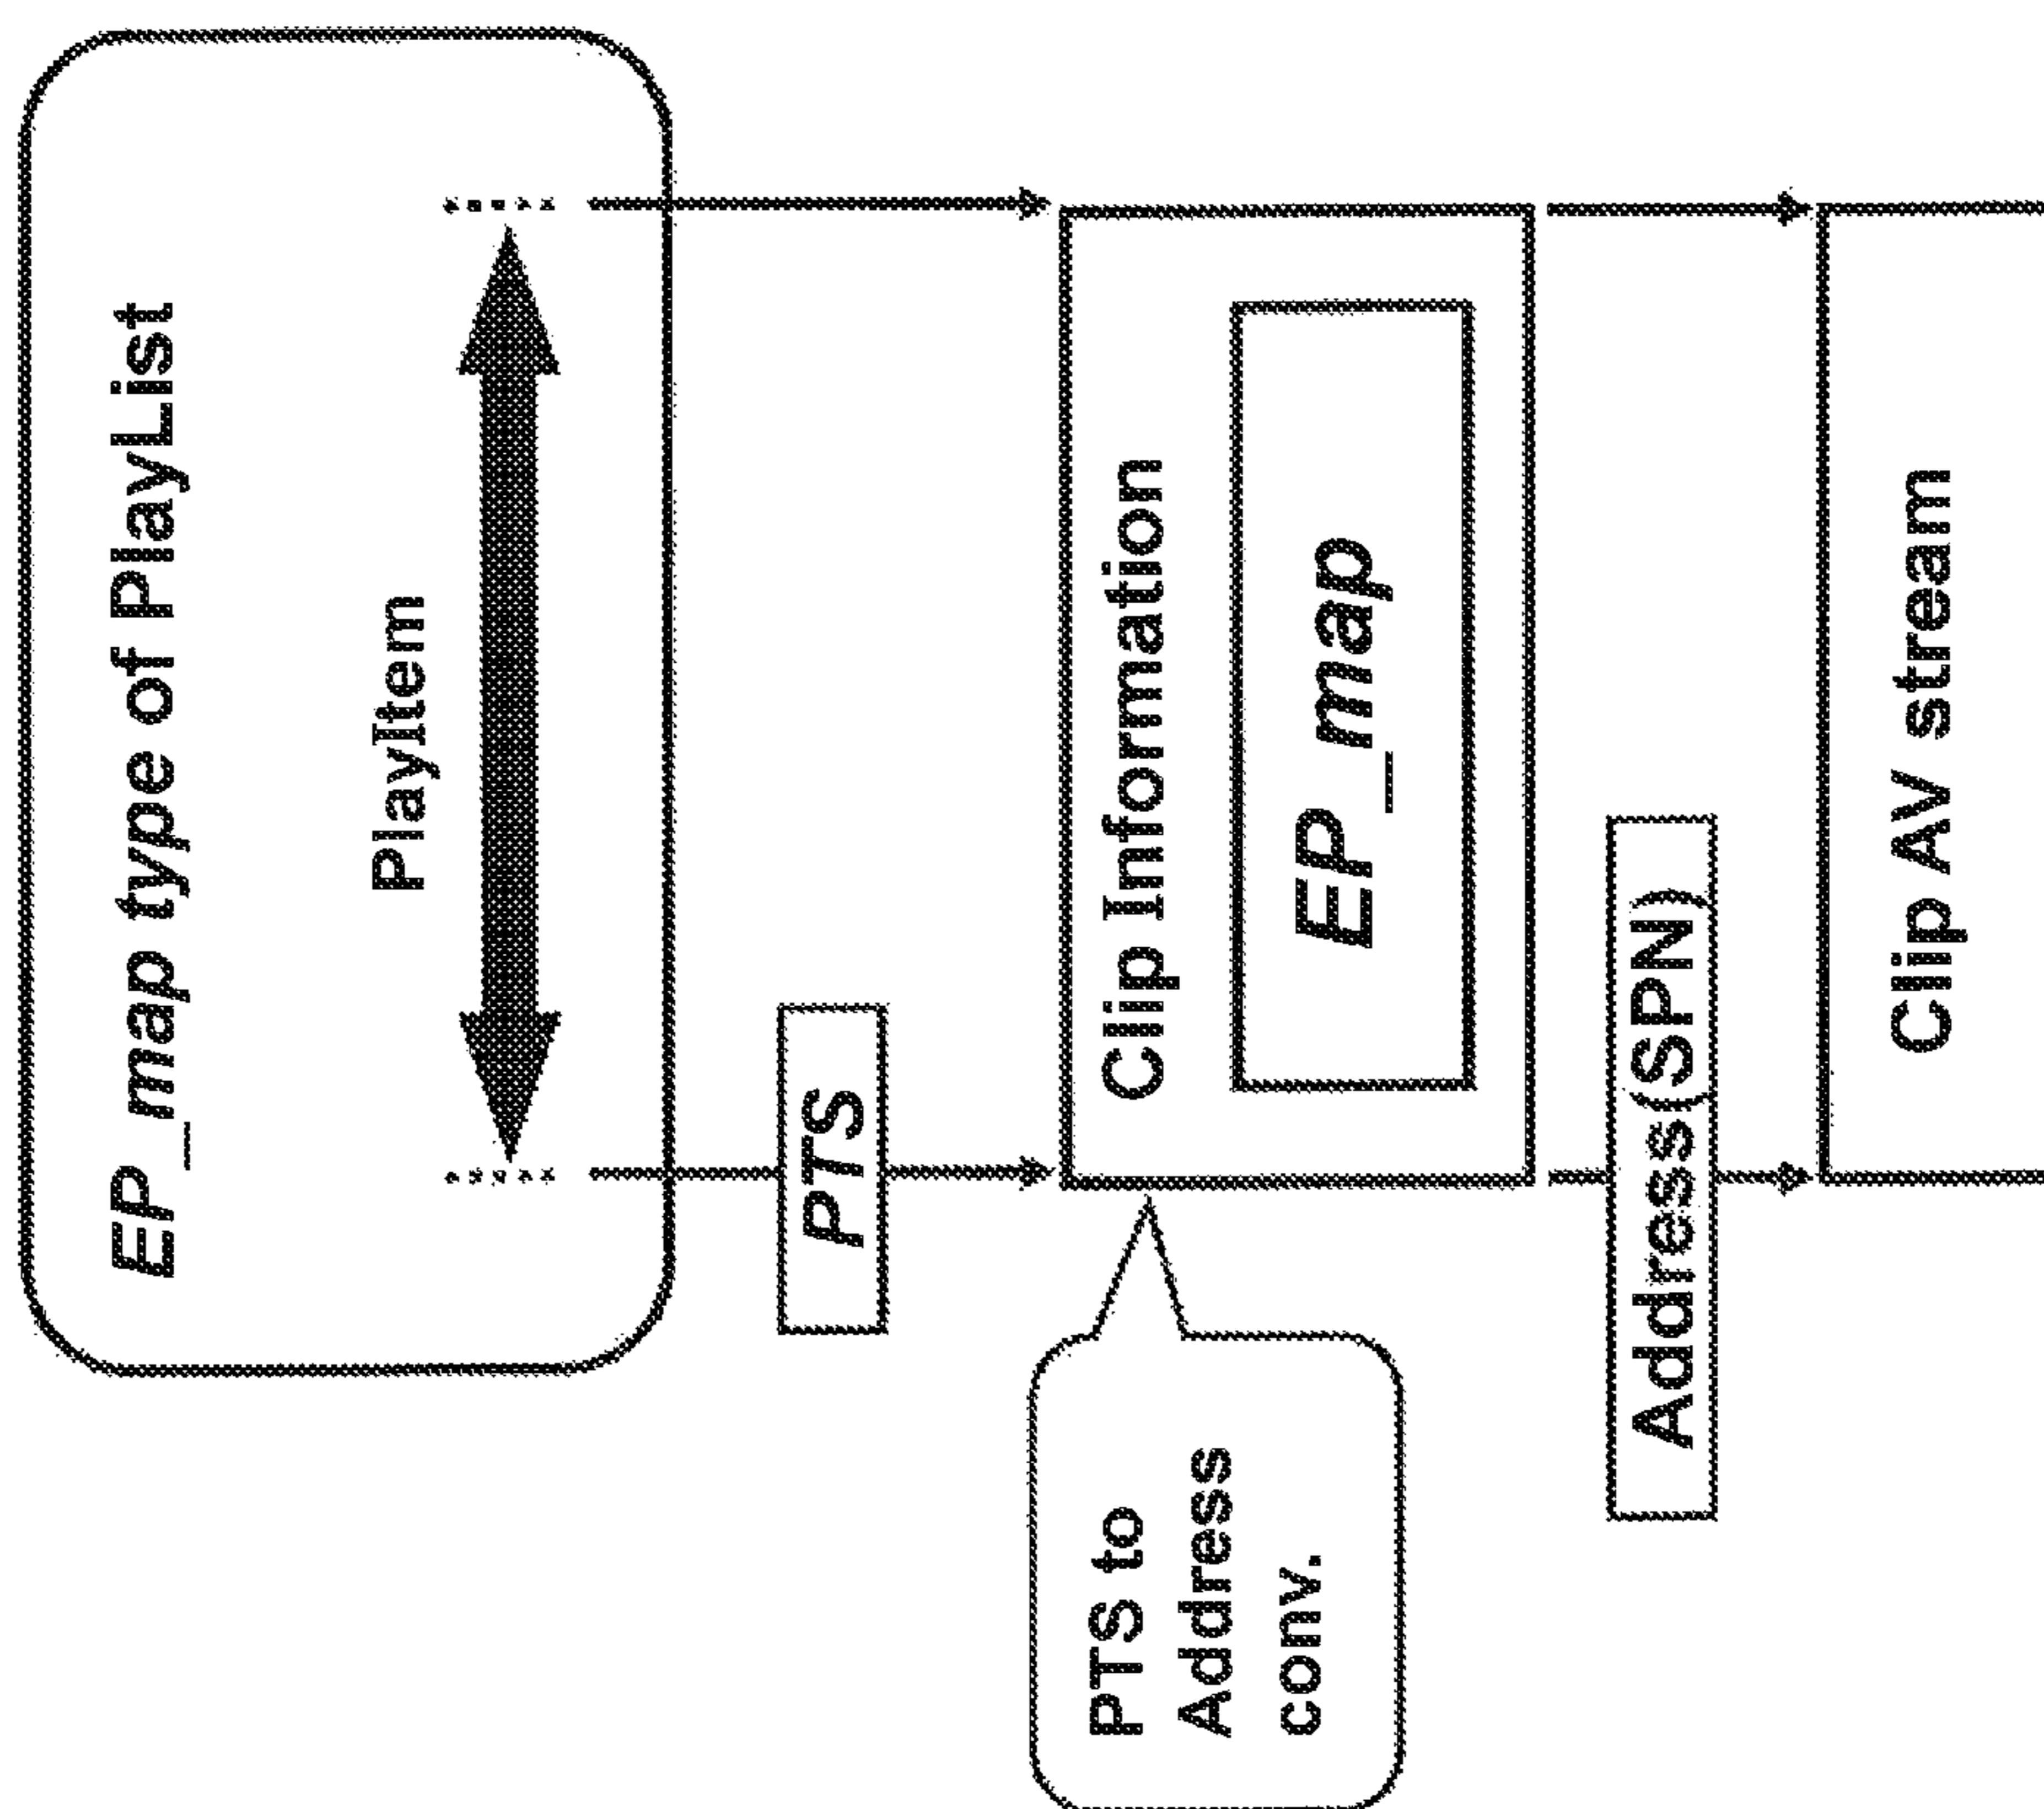 EP_map type of PlayList
PlayItem
PTS
Clip Information
EP_map
PTS to
Address
conv.
Address(SPN)
Clip AV stream